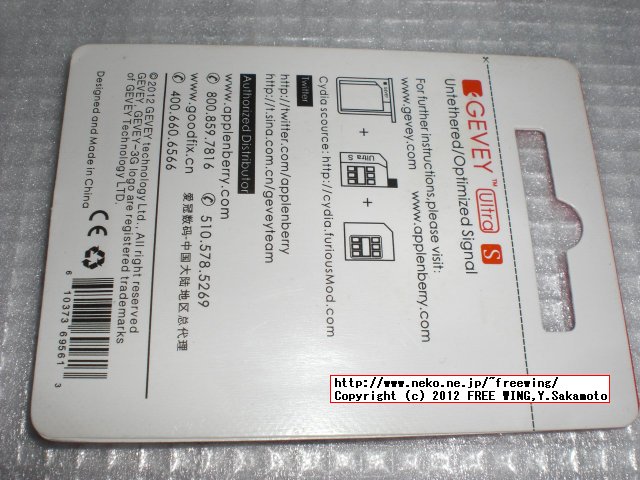 GEVEY™ Ultra S
Untethered/Optimized Signal
For further instructions,please visit:
www.gevey.com www.applenberry.com
+ Ultra S +
Cydia scource: http://cydia.furiousMod.com
Twitter
http://twitter.com/applenberry
http://t.sina.com.cn/geveyteam
Authorized Distributor
www.applenberry.com
800.859.7816 510.578.5269
www.goodfix.cn 爱冠数码-中国大陆地区总代理
400.660.6566
©2012 GEVEY technology Ltd., All right reserved
GEVEY, GEVEY-3G logo are registered trademarks
of GEVEY Technology LTD.
Designed and Made in China
CE
6 10373 69561 3
http://www.neko.ne.jp/~freewing/
Copyright (c) 2012 FREE WING,Y.Sakamoto